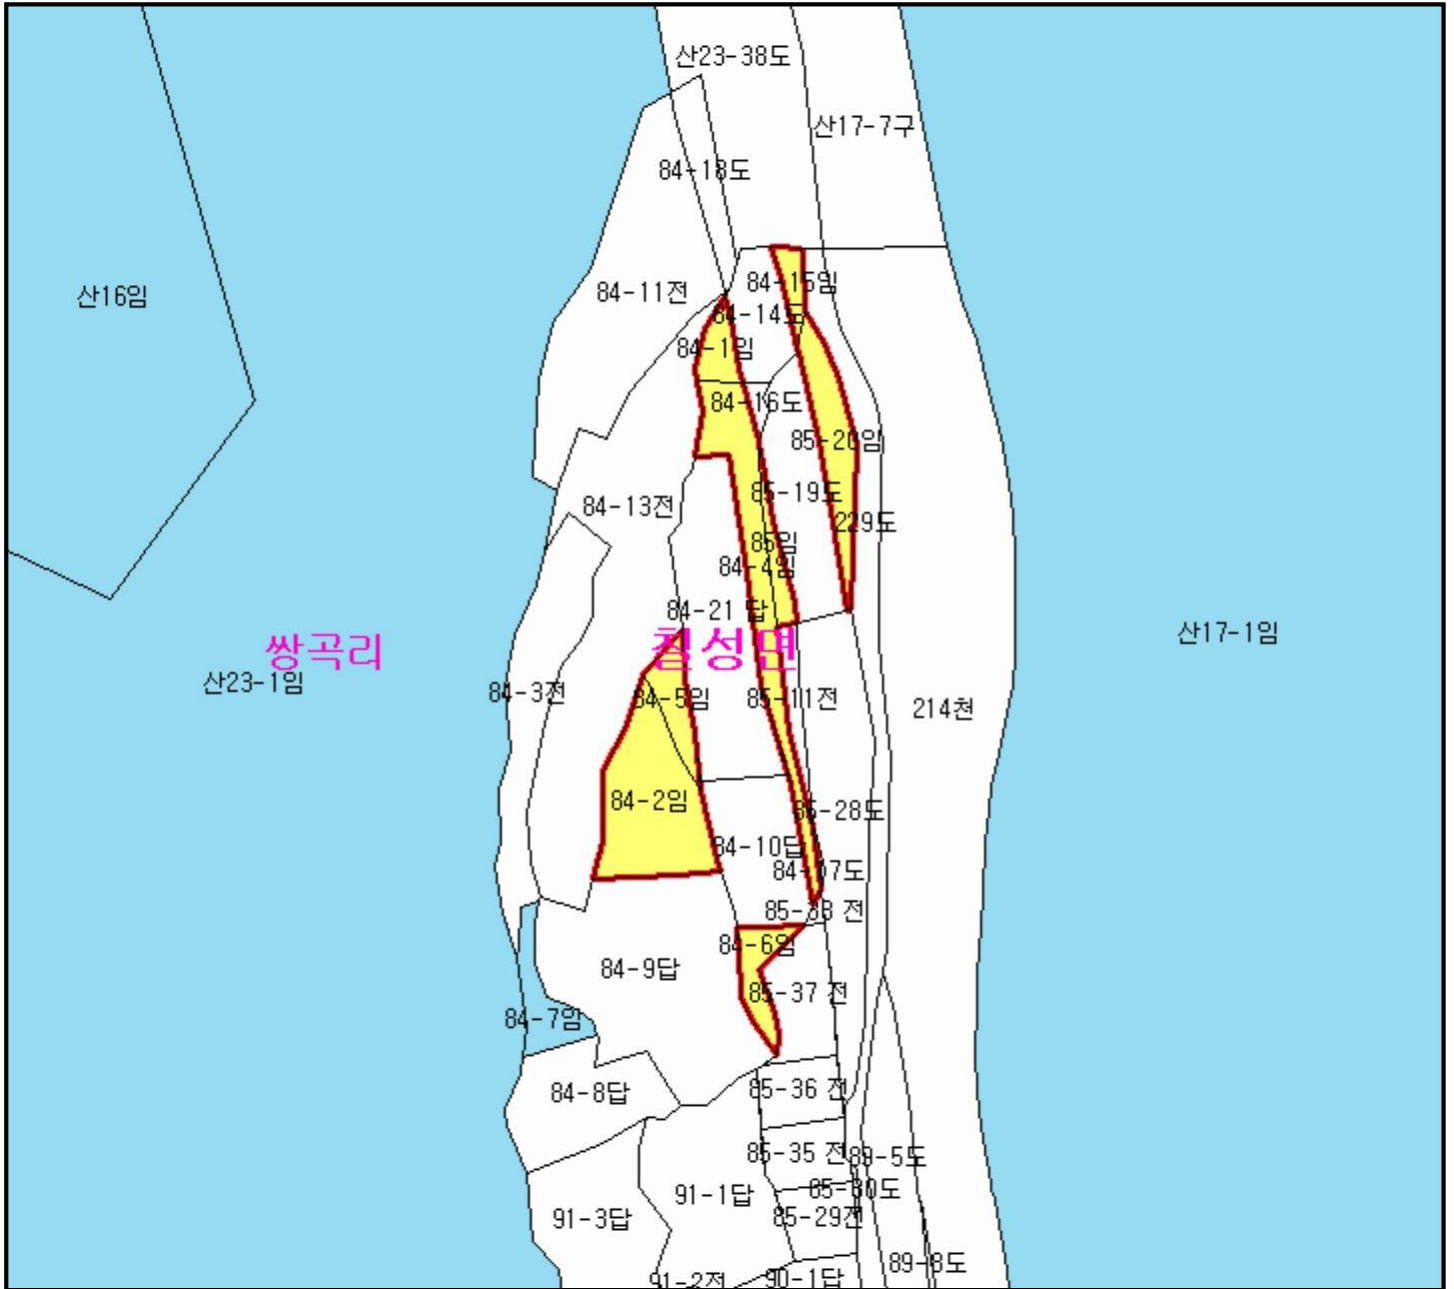 산23-38도
산17-7구
84-18도
산16임
84-11전
84-15임
84-14도
84-1임
84-16도
85-20임
84-13전
85-19도
229도
85임
84-4임
84-21 답
쌍곡리
칠성면
산17-1임
산23-1임
84-3전
84-5임
85-11전
214천
84-2임
85-28도
84-10답
84-17도
85-38 전
84-6임
84-9답
85-37 전
84-7임
84-8답
85-36 전
85-35 전
89-5도
91-1답
85-30도
91-3답
85-29전
89-8도
91-2전
90-1답